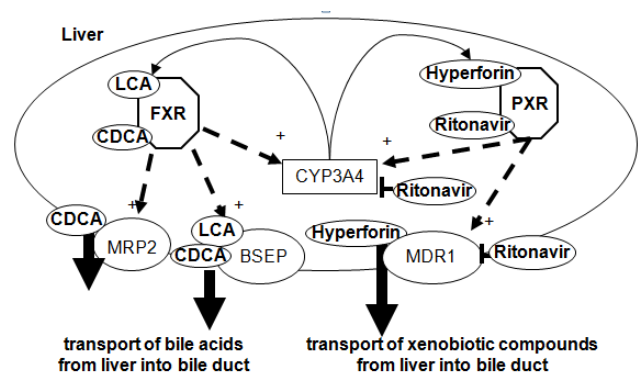 Liver
LCA
FXR
CDCA
Hyperforin
PXR
Ritonavir
+
+
CYP3A4
Ritonavir
+
+
+
CDCA
MRP2
LCA
CDCA
BSEP
Hyperforin
MDR1
Ritonavir
transport of bile acids
from liver into bile duct
transport of xenobiotic compounds
from liver into bile duct